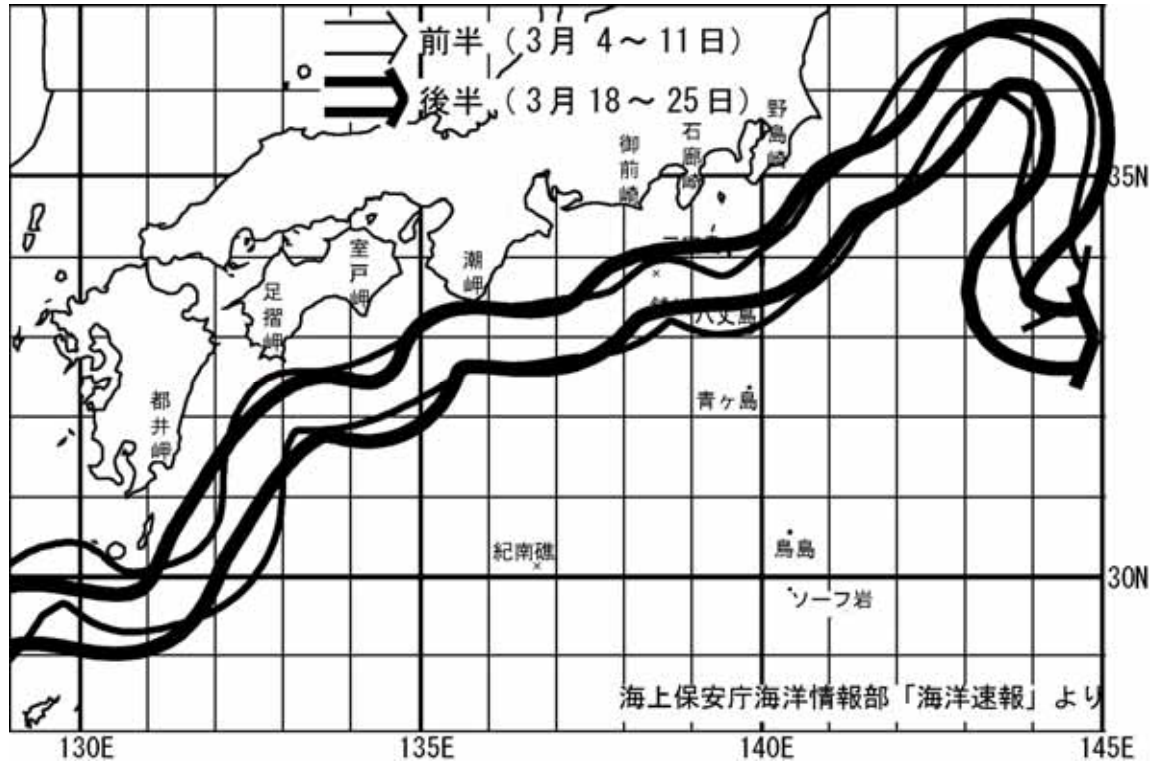 前半（3月 4～11日）
後半（3月 18～25日）
野島崎
石廊崎
御前崎
潮岬
室戸岬
足摺岬
都井岬
35N
八丈島
青ヶ島
紀南礁
鳥島
30N
ソーフ岩
海上保安庁海洋情報部「海洋速報」より
130E
135E
140E
145E